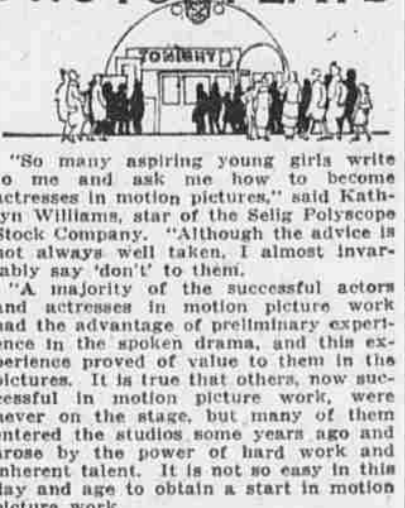 TONIGHT
"So many aspiring young girls write
to me and ask me how to become
actresses in motion pictures," said Kath-
yn Williams, star of the Selig Polyscope
Stock Company. "Although the advice is
not always well taken, I almost invar-
ably say 'don't' to them.
"A majority of the successful actors
and actresses in motion picture work
had the advantage of preliminary experi-
ence in the spoken drama, and this ex-
perience proved of value to them in the
pictures. It is true that others, now suc-
cessful in motion picture work, were
never on the stage, but many of them
entered the studios some years ago and
arose by the power of hard work and
inherent talent. It is not so easy in this
day and age to obtain a start in motion
picture work.